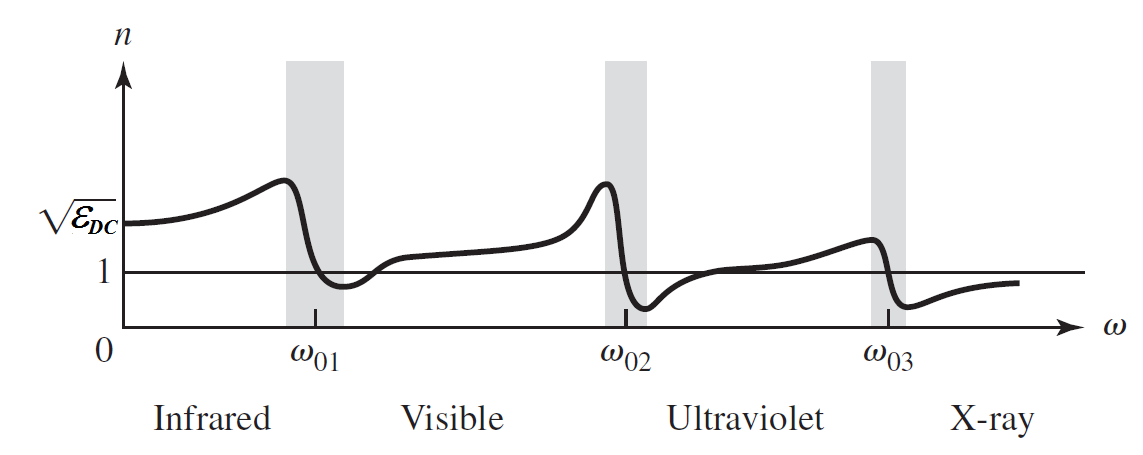 n
√ε_DC
1
0
ω₀₁ ω₀₂ ω₀₃ ω
Infrared Visible Ultraviolet X-ray